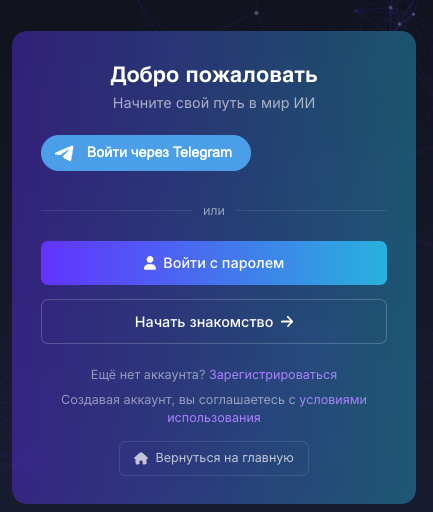 Добро пожаловать
Начните свой путь в мир ИИ
Войти через Telegram
или
Войти с паролем
Начать знакомство →
Ещё нет аккаунта? Зарегистрироваться
Создавая аккаунт, вы соглашаетесь с условиями
использования
Вернуться на главную